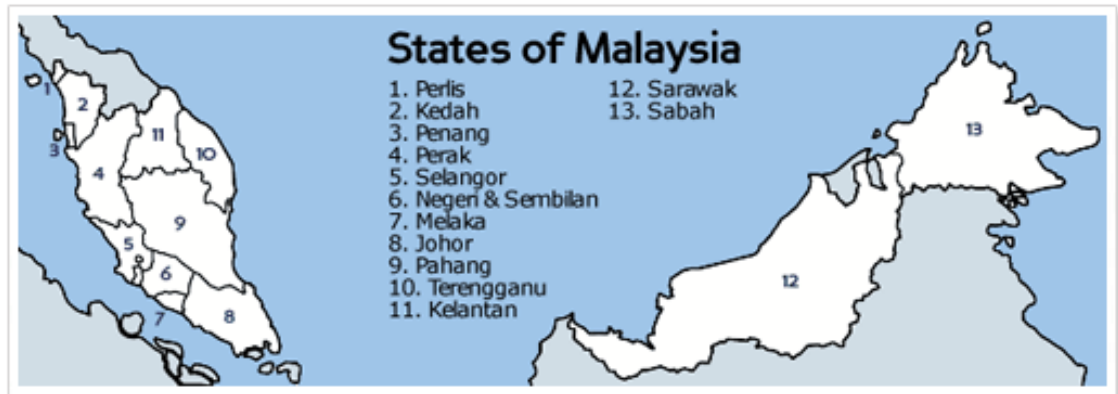 States of Malaysia
1. Perlis
2. Kedah
3. Penang
4. Perak
5. Selangor
6. Negeri & Sembilan
7. Melaka
8. Johor
9. Pahang
10. Terengganu
11. Kelantan
12. Sarawak
13. Sabah
1
2
3
4
5
6
7
8
9
10
11
12
13